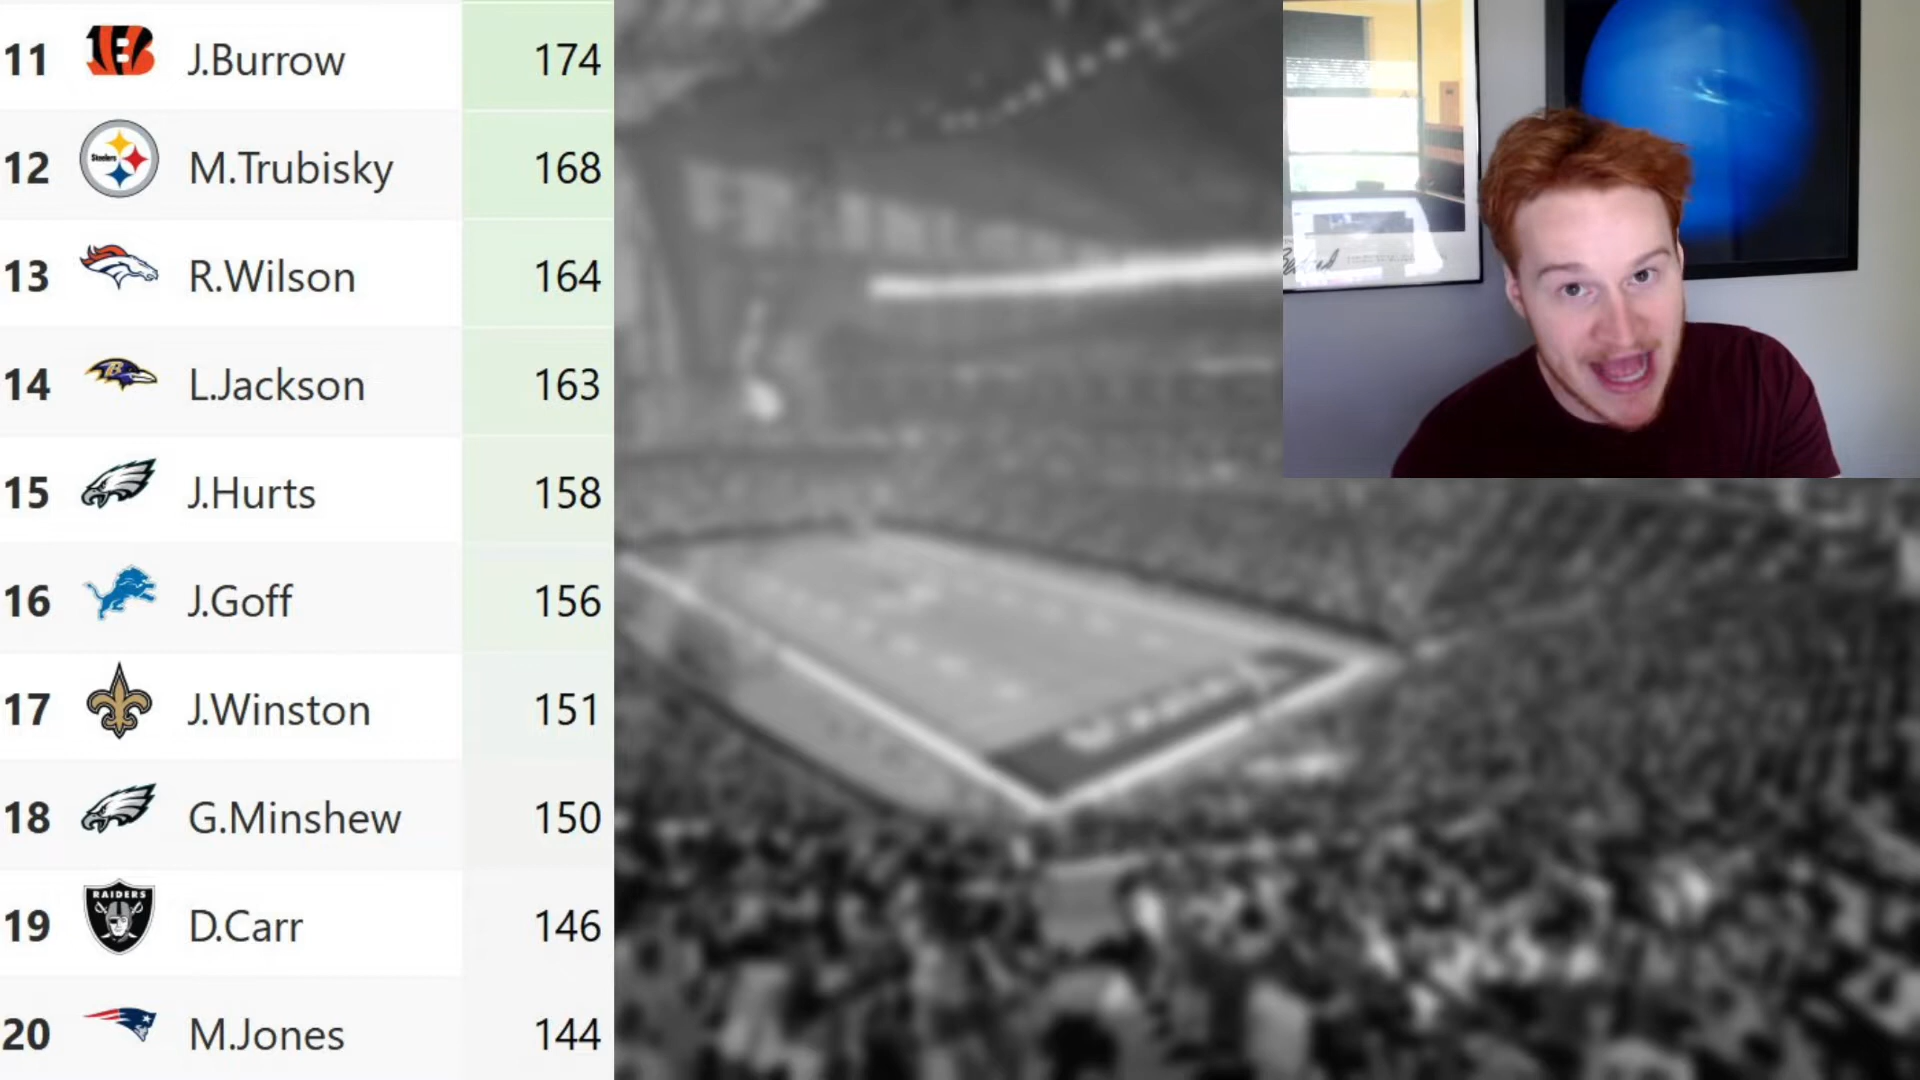 11 J.Burrow 174
12 Steelers M.Trubisky 168
13 R.Wilson 164
14 B L.Jackson 163
15 J.Hurts 158
16 J.Goff 156
17 J.Winston 151
18 G.Minshew 150
19 RAIDERS D.Carr 146
20 M.Jones 144